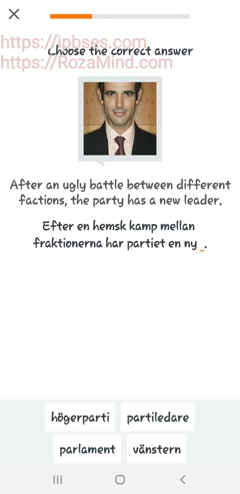 https://ipbses.com
Choose the correct answer
https://RozaMind.com
After an ugly battle between different
factions, the party has a new leader.
Efter en hemsk kamp mellan
fraktionerna har partiet en ny _.
högerparti partiledare
parlament vänstern